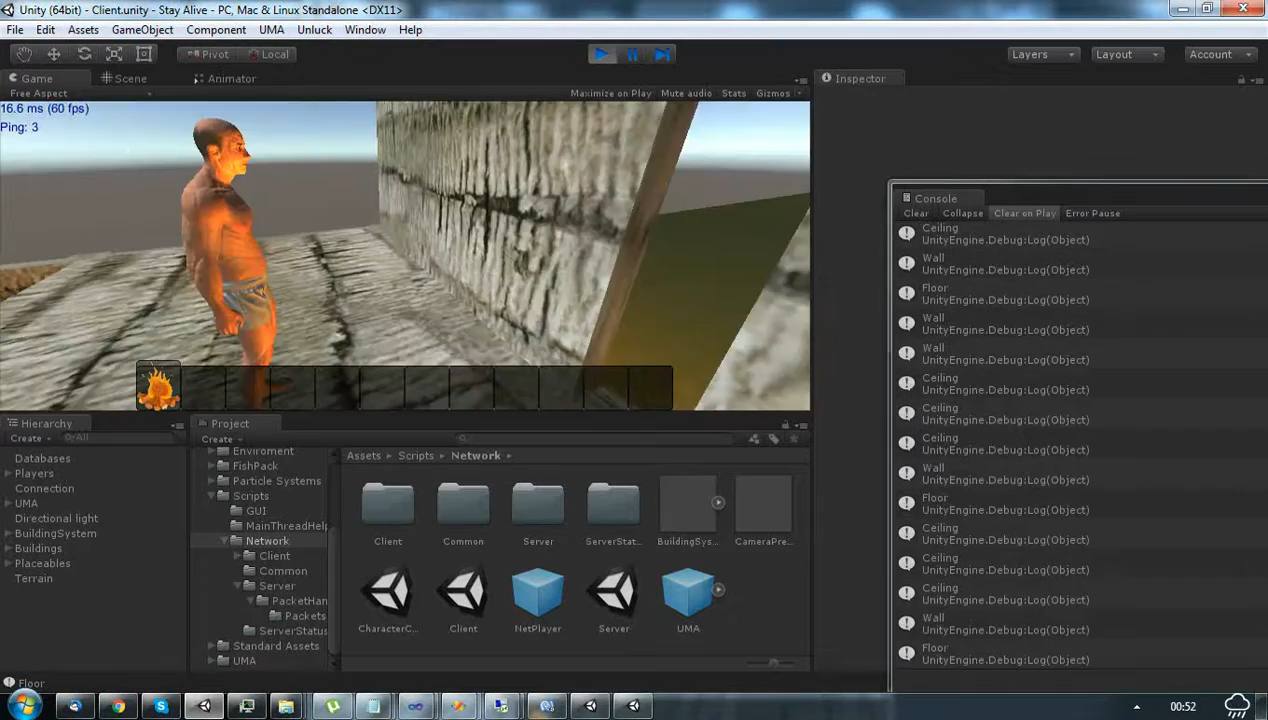 Unity (64bit) - Client.unity - Stay Alive - PC, Mac & Linux Standalone <DX11>
File Edit Assets GameObject Component UMA Unluck Window Help
Pivot Local Layers Layout Account
Game Scene Animator Inspector
Free Aspect Maximize on Play Mute audio Stats Gizmos
16.6 ms (60 fps)
Ping: 3
Console
Clear Collapse Clear on Play Error Pause
Ceiling
UnityEngine.Debug:Log(Object)
Wall
UnityEngine.Debug:Log(Object)
Floor
UnityEngine.Debug:Log(Object)
Wall
UnityEngine.Debug:Log(Object)
Wall
UnityEngine.Debug:Log(Object)
Ceiling
UnityEngine.Debug:Log(Object)
Ceiling
UnityEngine.Debug:Log(Object)
Ceiling
UnityEngine.Debug:Log(Object)
Wall
UnityEngine.Debug:Log(Object)
Floor
UnityEngine.Debug:Log(Object)
Ceiling
UnityEngine.Debug:Log(Object)
Ceiling
UnityEngine.Debug:Log(Object)
Ceiling
UnityEngine.Debug:Log(Object)
Wall
UnityEngine.Debug:Log(Object)
Floor
UnityEngine.Debug:Log(Object)
Hierarchy
Create All
Databases
Players
Connection
UMA
Directional light
BuildingSystem
Buildings
Placeables
Terrain
Project
Create
Enviroment
FishPack
Particle Systems
Scripts
GUI
MainThreadHelp
Network
Client
Common
Server
PacketHan
Packets
ServerStatus
Standard Assets
UMA
Assets Scripts Network
Client Common Server ServerStat... BuildingSys... CameraPre...
CharacterC... Client NetPlayer Server UMA
Floor
00:52